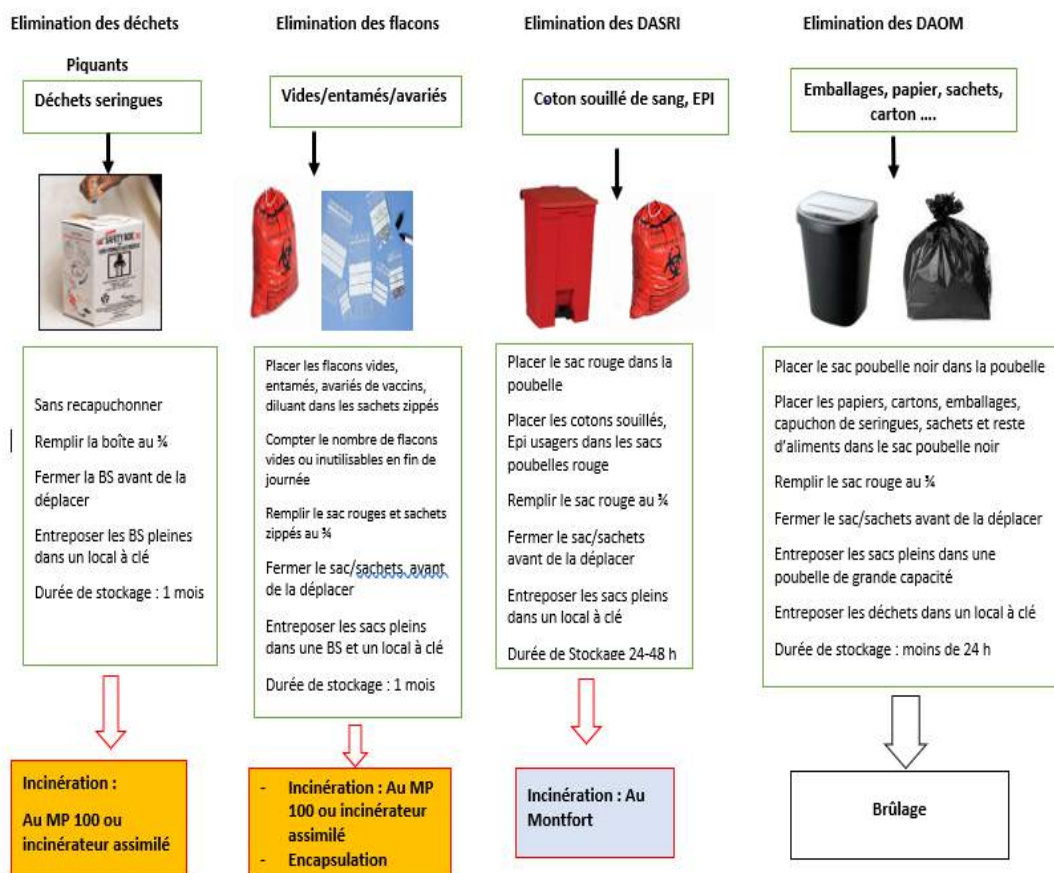 Elimination des déchets
Piquants
Déchets seringues
SAFETY BOX
Sans recapuchonner
Remplir la boîte au ¾
Fermer la BS avant de la
déplacer
Entreposer les BS pleines
dans un local à clé
Durée de stockage : 1 mois
Incinération :
Au MP 100 ou
incinérateur assimilé
Elimination des flacons
Vides/entamés/avariés
Placer les flacons vides,
entamés, avariés de vaccins,
diluant dans les sachets zippés
Compter le nombre de flacons
vides ou inutilisables en fin de
journée
Remplir le sac rouges et sachets
zippés au ¾
Fermer le sac/sachets avant
de la déplacer
Entreposer les sacs pleins
dans une BS et un local à clé
Durée de stockage : 1 mois
- Incinération : Au MP
100 ou incinérateur
assimilé
- Encapsulation
Elimination des DASRI
Coton souillé de sang, EPI
Placer le sac rouge dans la
poubelle
Placer les cotons souillés,
Epi usagers dans les sacs
poubelles rouge
Remplir le sac rouge au ¾
Fermer le sac/sachets
avant de la déplacer
Entreposer les sacs pleins
dans un local à clé
Durée de Stockage 24-48 h
Incinération : Au
Montfort
Elimination des DAOM
Emballages, papier, sachets,
carton ....
Placer le sac poubelle noir dans la poubelle
Placer les papiers, cartons, emballages,
capuchon de seringues, sachets et reste
d'aliments dans le sac poubelle noir
Remplir le sac rouge au ¾
Fermer le sac/sachets avant de la déplacer
Entreposer les sacs pleins dans une
poubelle de grande capacité
Entreposer les déchets dans un local à clé
Durée de stockage : moins de 24 h
Brûlage